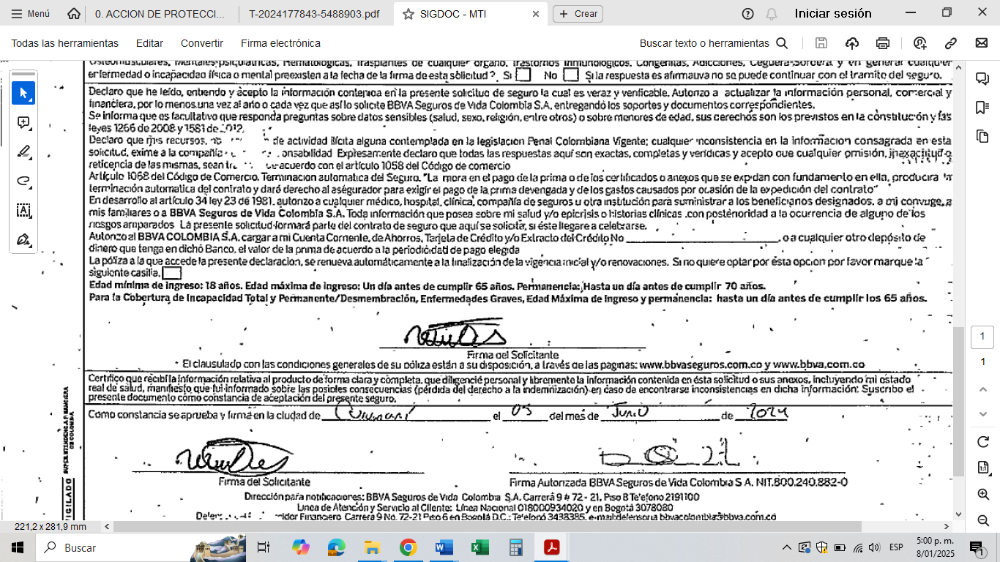 Menú
0. ACCION DE PROTECCI...
T-2024177843-5488903.pdf
SIGDOC - MTI
Crear
Iniciar sesión
Todas las herramientas
Editar
Convertir
Firma electrónica
Buscar texto o herramientas
Osteomusculares, Mentales-psiquiatricas, Hematológicas, Trasplantes de cualquier órgano, Trastornos Inmunológicos, Congenitas, Adicciones, Ceguera-Sordera y en general cualquier
enfermedad o incapacidad física o mental preexisten a la fecha de la firma de esta solicitud?. Si No Si la respuesta es afirmativa no se puede continuar con el tramite del seguro.
Declaro que he leído, entiendo y acepto la información contenida en la presente solicitud de seguro la cual es veraz y verificable. Autorizo a actualizar la información personal, comercial y
financiera, por lo menos una vez al año o cada vez que así lo solicite BBVA Seguros de Vida Colombia S.A. entregando los soportes y documentos correspondientes.
Se informa que es facultativo que responda preguntas sobre datos sensibles (salud, sexo, religión, entre otros) o sobre menores de edad, sus derechos son los previstos en la constitución y las
leyes 1266 de 2008 y 1581 de 2012.
Declaro que mis recursos, de actividad ilícita alguna contemplada en la legislacion Penal Colombiana Vigente; cualquier inconsistencia en la información consagrada en esta
solicitud, exime a la compañía Expresamente declaro que todas las respuestas aquí son exactas, completas y verídicas y acepto que cualquier omisión, inexactitud o
reticencia de las mismas, sean acuerdo con el artículo 1058 del Código de comercio
Artículo 1068 del Código de Comercio. Terminacion automatica del Seguro. "La mora en el pago de la prima o de los certificados o anexos que se expidan con fundamento en ella, producira la
terminación automatica del contrato y dará derecho al asegurador para exigir el pago de la prima devengada y de los gastos causados por ocasión de la expedición del contrato"
En desarrollo al artículo 34 ley 23 de 1981, autorizo a cualquier médico, hospital, clínica, compañía de seguros u otra institución para suministrar a los beneficianos designados, a mi conyuge, a
mis familiares o a BBVA Seguros de Vida Colombia S.A. Toda información que posea sobre mi salud y/o epicrisis o historias clínicas con posterioridad a la ocurrencia de alguno de los
riesgos amparados La presente solicitud formará parte del contrato de seguro que aquí se solicita, si éste llegare a celebrarse.
Autorizo al BBVA COLOMBIA S.A. cargar a mi Cuenta Corriente, de Ahorros, Tarjeta de Crédito y/o Extracto del Crédito No , o a cualquier otro depósito de
dinero que tenga en dichó Banco, el valor de la prima de acuerdo a la periodicidad de pago elegida
La póliza a la que accede la presente declaración, se renueva automáticamente a la finalización de la vigencia inicial y/o renovaciones. Si no quiere optar por ésta opcion por favor marque la
siguiente casilla.
Edad mínima de ingreso: 18 años. Edad máxima de ingreso: Un día antes de cumplir 65 años. Permanencia: Hasta un día antes de cumplir 70 años.
Para la Cobertura de Incapacidad Total y Permanente/Desmembración, Enfermedades Graves, Edad Máxima de Ingreso y permanencia: hasta un día antes de cumplir los 65 años.
Firma del Solicitante
* El clausulado con las condiciones generales de su póliza están a su disposición, a través de las paginas: www.bbvaseguros.com.co y www.bbva.com.co
Certifico que recibí la información relativa al producto de forma clara y completa, que diligencié personal y libremente la información contenida en ésta solicitud o sus anexos, incluyendo mi estado
real de salud, manifiesto que fui informado sobre las posibles consecuencias (pérdida del derecho a la indemnización) en caso de encontrarse inconsistencias en dicha información. Suscribo el
presente documento como constancia de aceptación del presente seguro.
Como constancia se aprueba y firma en la ciudad de el 05 del mes de Junio de 2024
Firma del Solicitante
Firma Autorizada BBVA Seguros de Vida Colombia S A. NIT.800.240.882-0
Dirección para notificaciones: BBVA Seguros de Vida Colombia S.A. Carrerá 9 # 72 - 21, Piso 8 Telefono 2191100
Linea de Atención y Servicio al Cliente: Línea Nacional 018000934020 y en Bogotá 3078080
Financiero Carrera 9 No. 72-21 Piso 6 en Bogotá D.C.; Telefonó 3438385, e-mail:defensoria bbvacolombia@bbva.com.co
SUPERINTENDENCIA FINANCIERA
DE COLOMBIA
VIGILADO
1
1
221,2 x 281,9 mm
Buscar
ESP
5:00 p. m.
8/01/2025
1